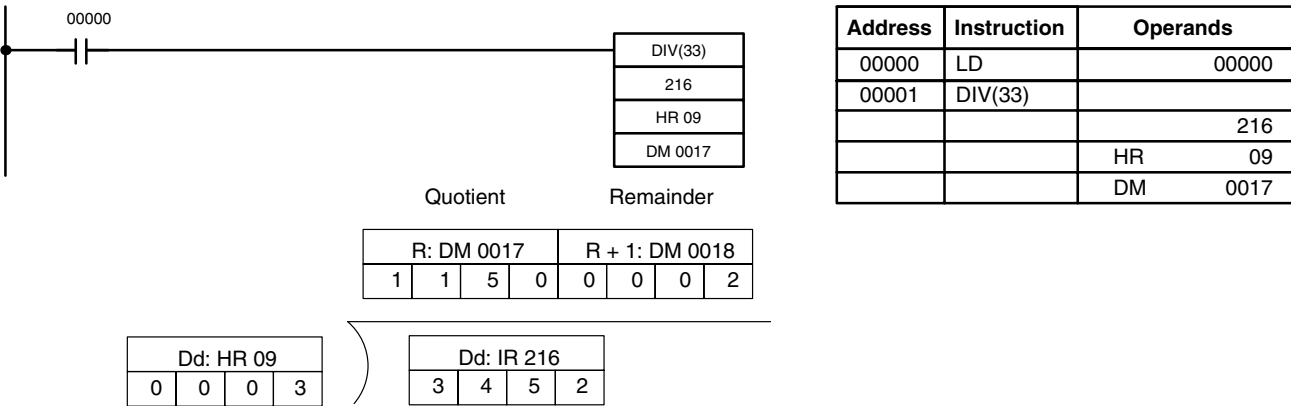 00000
DIV(33)
216
HR 09
DM 0017
Address Instruction Operands
00000 LD 00000
00001 DIV(33)
216
HR 09
DM 0017
Quotient Remainder
R: DM 0017 R + 1: DM 0018
1 1 5 0 0 0 0 2
Dd: HR 09 Dd: IR 216
0 0 0 3 3 4 5 2